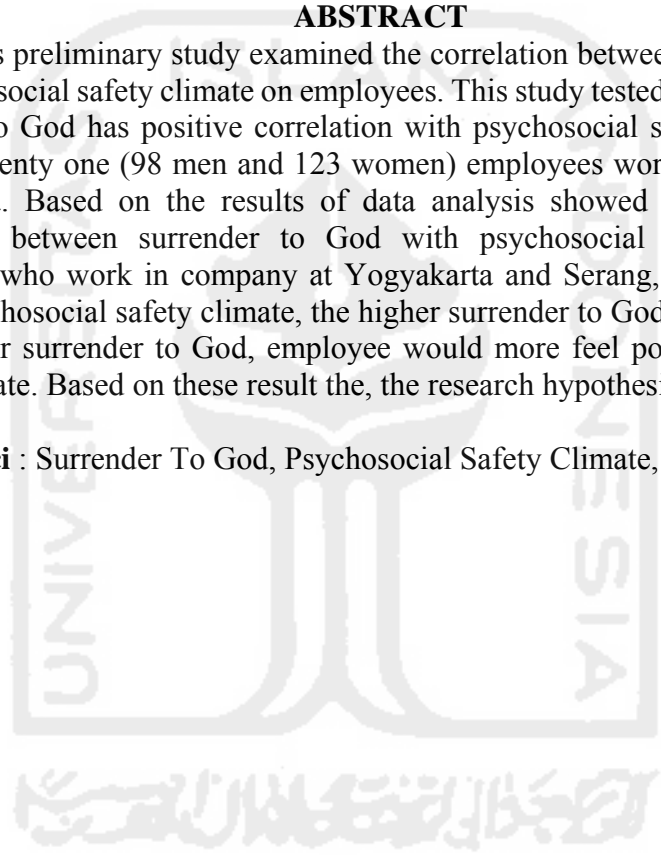 ABSTRACT
s preliminary study examined the correlation betwee
social safety climate on employees. This study tested
o God has positive correlation with psychosocial s
enty one (98 men and 123 women) employees wor
. Based on the results of data analysis showed
between surrender to God with psychosocial
who work in company at Yogyakarta and Serang,
hosocial safety climate, the higher surrender to God
r surrender to God, employee would more feel po
ate. Based on these result the, the research hypothesi
ci : Surrender To God, Psychosocial Safety Climate,
ISLAM
UNIVERSITAS
INDONESIA